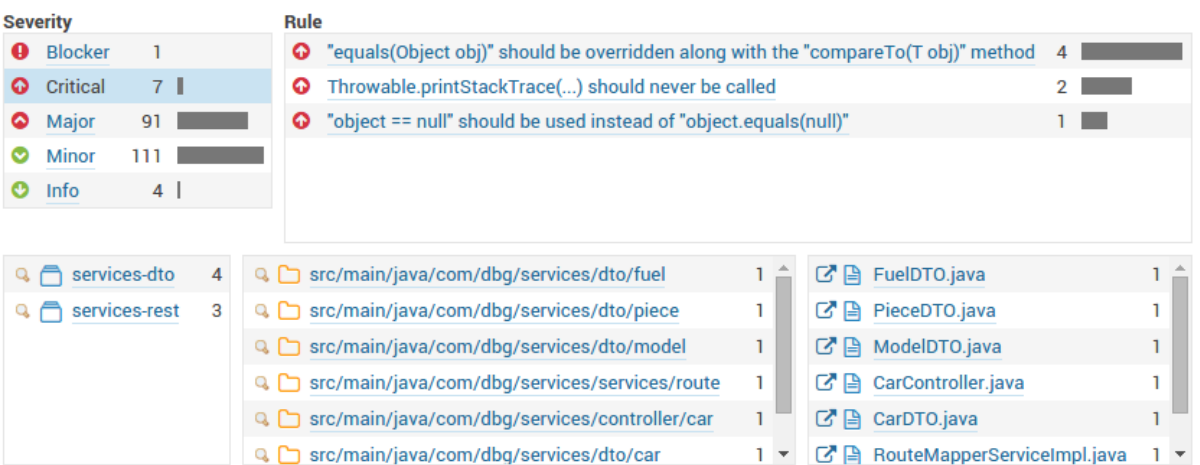 Severity
Blocker 1
Critical 7
Major 91
Minor 111
Info 4
Rule
"equals(Object obj)" should be overridden along with the "compareTo(T obj)" method 4
Throwable.printStackTrace(...) should never be called 2
"object == null" should be used instead of "object.equals(null)" 1
services-dto 4
services-rest 3
src/main/java/com/dbg/services/dto/fuel 1
src/main/java/com/dbg/services/dto/piece 1
src/main/java/com/dbg/services/dto/model 1
src/main/java/com/dbg/services/services/route 1
src/main/java/com/dbg/services/controller/car 1
src/main/java/com/dbg/services/dto/car 1
FuelDTO.java 1
PieceDTO.java 1
ModelDTO.java 1
CarController.java 1
CarDTO.java 1
RouteMapperServiceImpl.java 1